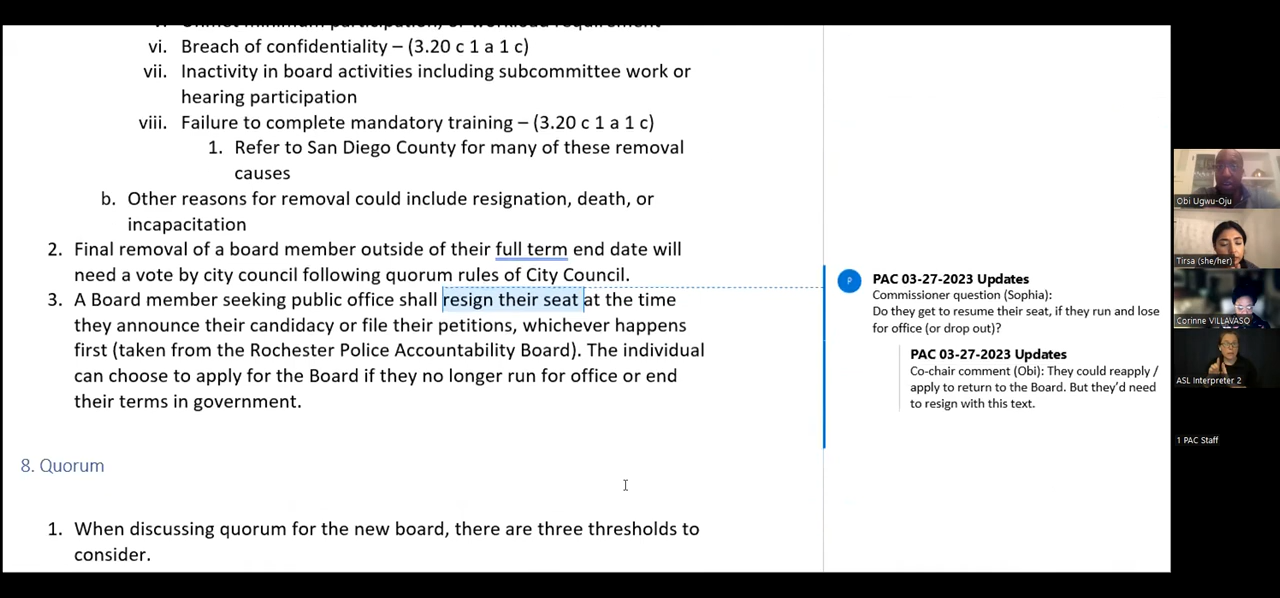 v. Unmet minimum participation, or workload requirement
vi. Breach of confidentiality – (3.20 c 1 a 1 c)
vii. Inactivity in board activities including subcommittee work or
hearing participation
viii. Failure to complete mandatory training – (3.20 c 1 a 1 c)
1. Refer to San Diego County for many of these removal
causes
b. Other reasons for removal could include resignation, death, or
incapacitation
2. Final removal of a board member outside of their full term end date will
need a vote by city council following quorum rules of City Council.
3. A Board member seeking public office shall resign their seat at the time
they announce their candidacy or file their petitions, whichever happens
first (taken from the Rochester Police Accountability Board). The individual
can choose to apply for the Board if they no longer run for office or end
their terms in government.
8. Quorum
1. When discussing quorum for the new board, there are three thresholds to
consider.
P
PAC 03-27-2023 Updates
Commissioner question (Sophia):
Do they get to resume their seat, if they run and lose
for office (or drop out)?
PAC 03-27-2023 Updates
Co-chair comment (Obi): They could reapply /
apply to return to the Board. But they'd need
to resign with this text.
Obi Ugwu-Oju
Tirsa (she/her)
Corinne VILLAVASO
ASL Interpreter 2
1 PAC Staff